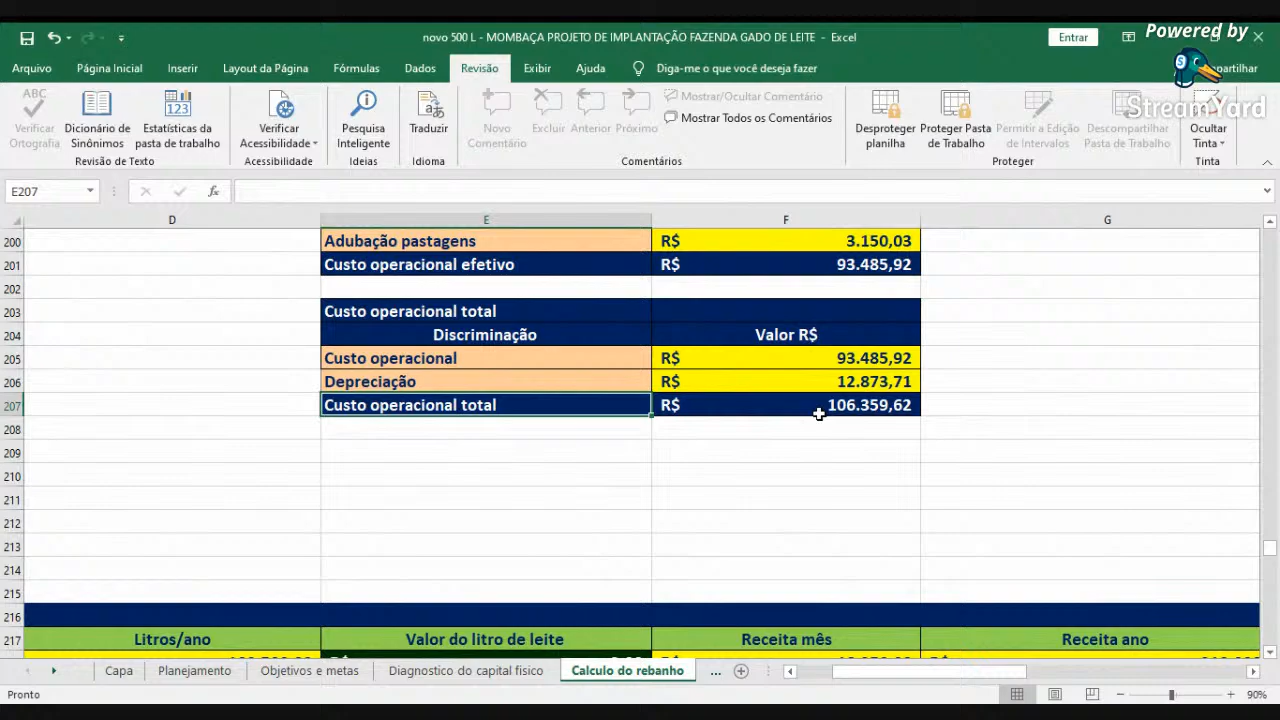 Powered by
StreamYard
novo 500 L - MOMBAÇA PROJETO DE IMPLANTAÇÃO FAZENDA GADO DE LEITE - Excel
Entrar
Arquivo Página Inicial Inserir Layout da Página Fórmulas Dados Revisão Exibir Ajuda Diga-me o que você deseja fazer
Verificar Ortografia
Dicionário de Sinônimos
Estatísticas da pasta de trabalho
Revisão de Texto
Verificar Acessibilidade
Acessibilidade
Pesquisa Inteligente
Ideias
Traduzir
Idioma
Novo Comentário
Excluir Anterior Próximo
Mostrar/Ocultar Comentário
Mostrar Todos os Comentários
Comentários
Desproteger planilha
Proteger Pasta de Trabalho
Permitir a Edição de Intervalos
Descompartilhar Pasta de Trabalho
Proteger
Ocultar Tinta
Tinta
E207 fx
D E F G
200 Adubação pastagens R$ 3.150,03
201 Custo operacional efetivo R$ 93.485,92
202
203 Custo operacional total
204 Discriminação Valor R$
205 Custo operacional R$ 93.485,92
206 Depreciação R$ 12.873,71
207 Custo operacional total R$ 106.359,62
208
209
210
211
212
213
214
215
216
217 Litros/ano Valor do litro de leite Receita mês Receita ano
Capa Planejamento Objetivos e metas Diagnostico do capital físico Calculo do rebanho ...
Pronto 90%